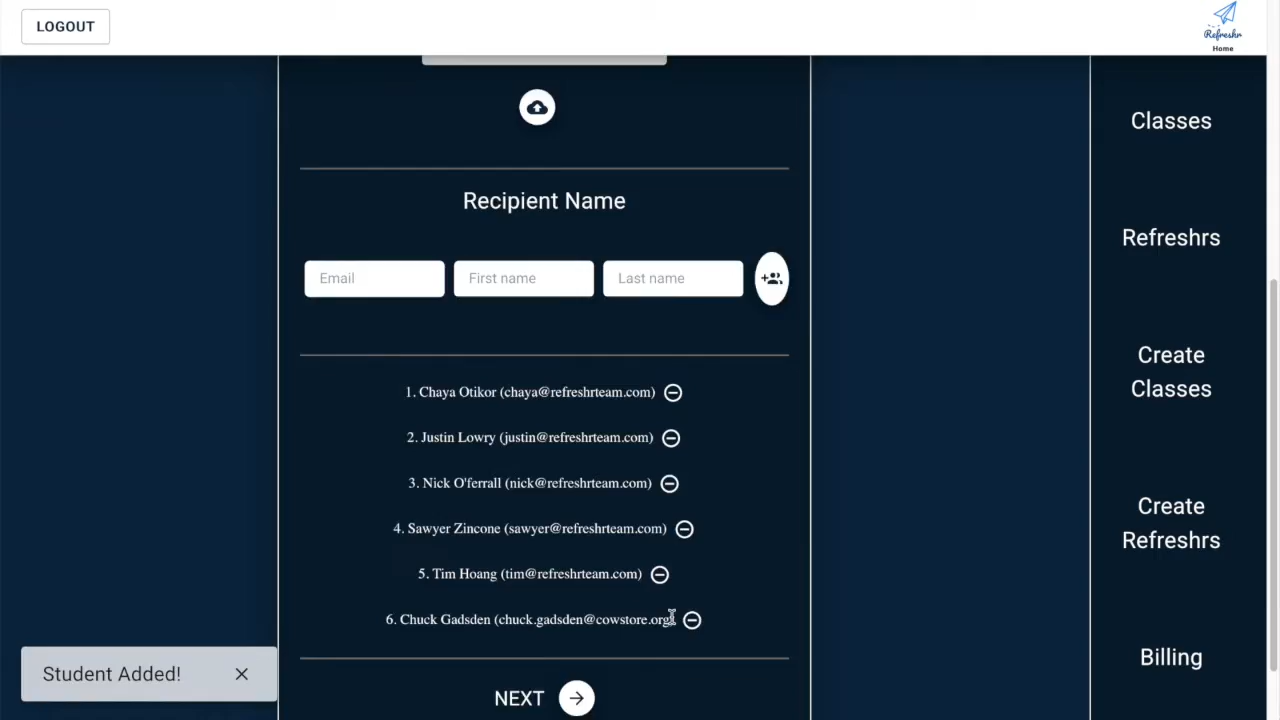 LOGOUT
Refreshr
Home
Classes
Recipient Name
Refreshrs
Email
First name
Last name
Create
Classes
1. Chaya Otikor (chaya@refreshrteam.com)
2. Justin Lowry (justin@refreshrteam.com)
3. Nick O'ferrall (nick@refreshrteam.com)
Create
Refreshrs
4. Sawyer Zincone (sawyer@refreshrteam.com)
5. Tim Hoang (tim@refreshrteam.com)
6. Chuck Gadsden (chuck.gadsden@cowstore.org)
Billing
Student Added!
NEXT